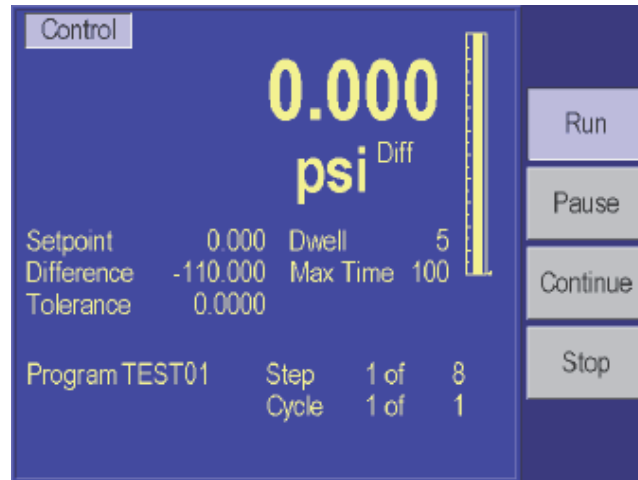 Control
0.000
psi Diff
Setpoint 0.000 Dwell 5
Difference -110.000 Max Time 100
Tolerance 0.0000
Program TEST01 Step 1 of 8
Cycle 1 of 1
Run
Pause
Continue
Stop